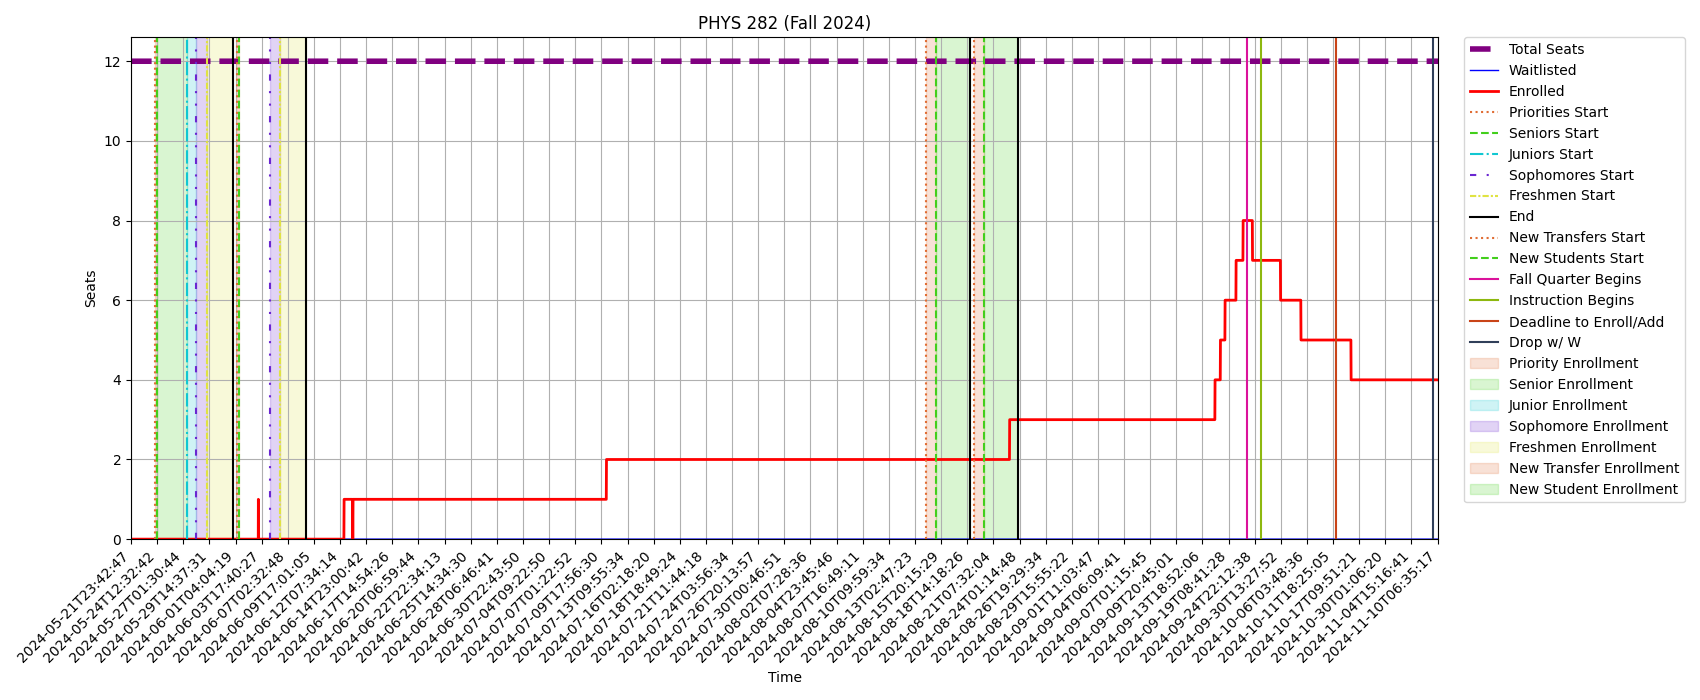 PHYS 282 (Fall 2024)
Seats
12
10
8
6
4
2
0
2024-05-21T23:42:47
2024-05-24T12:32:42
2024-05-27T01:30:44
2024-05-29T14:37:31
2024-06-01T04:04:19
2024-06-03T17:40:27
2024-06-07T02:32:48
2024-06-09T17:01:05
2024-06-12T07:34:14
2024-06-14T23:00:42
2024-06-17T14:54:26
2024-06-20T06:59:44
2024-06-22T22:34:13
2024-06-25T14:34:30
2024-06-28T06:46:41
2024-06-30T22:43:50
2024-07-04T09:22:50
2024-07-07T01:22:52
2024-07-09T17:56:30
2024-07-13T09:55:34
2024-07-16T02:18:20
2024-07-18T18:49:24
2024-07-21T11:44:18
2024-07-24T03:56:34
2024-07-26T20:13:57
2024-07-30T00:46:51
2024-08-02T07:28:36
2024-08-04T23:45:46
2024-08-07T16:49:11
2024-08-10T09:59:34
2024-08-13T02:47:23
2024-08-15T20:15:29
2024-08-18T14:18:26
2024-08-21T07:32:04
2024-08-24T01:14:48
2024-08-26T19:29:34
2024-08-29T15:55:22
2024-09-01T11:03:47
2024-09-04T06:09:41
2024-09-07T01:15:45
2024-09-09T20:45:01
2024-09-13T18:52:06
2024-09-19T08:41:28
2024-09-24T22:12:38
2024-09-30T13:27:52
2024-10-06T03:48:36
2024-10-11T18:25:05
2024-10-17T09:51:21
2024-10-30T01:06:20
2024-11-04T15:16:41
2024-11-10T06:35:17
Time
Total Seats
Waitlisted
Enrolled
Priorities Start
Seniors Start
Juniors Start
Sophomores Start
Freshmen Start
End
New Transfers Start
New Students Start
Fall Quarter Begins
Instruction Begins
Deadline to Enroll/Add
Drop w/ W
Priority Enrollment
Senior Enrollment
Junior Enrollment
Sophomore Enrollment
Freshmen Enrollment
New Transfer Enrollment
New Student Enrollment